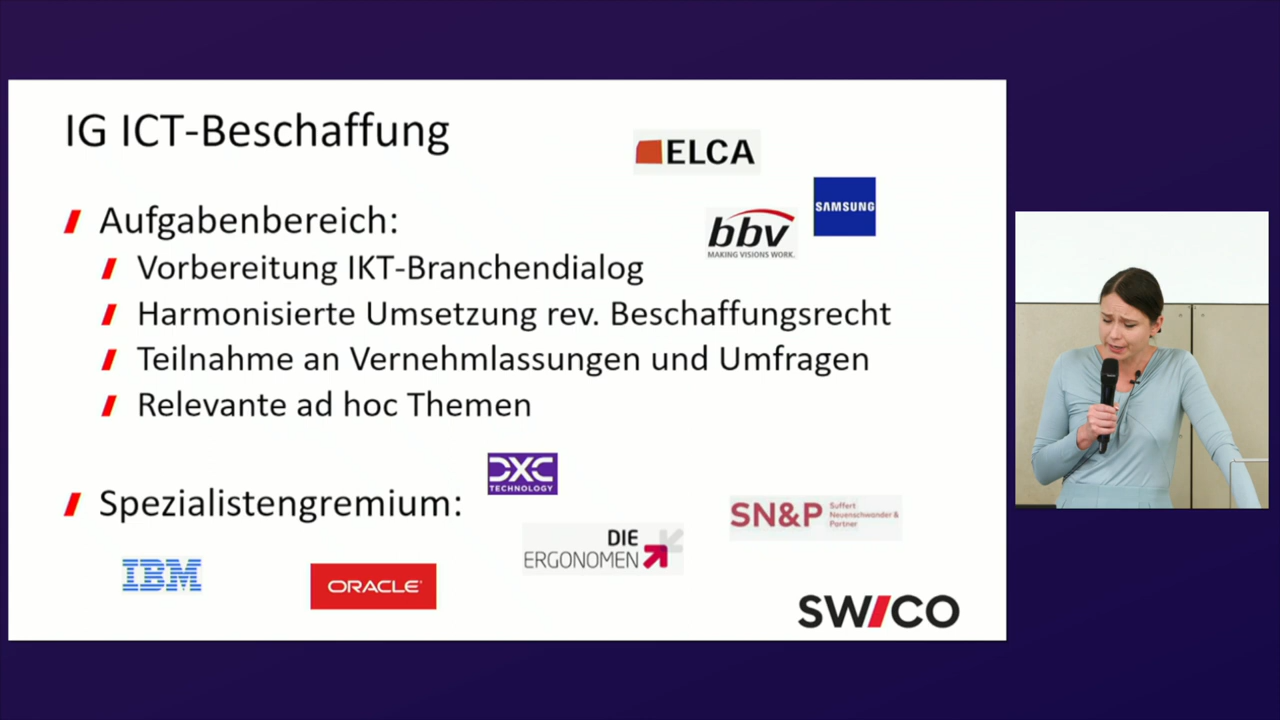 IG ICT-Beschaffung
ELCA
SAMSUNG
bbv
MAKING VISIONS WORK.
Aufgabenbereich:
Vorbereitung IKT-Branchendialog
Harmonisierte Umsetzung rev. Beschaffungsrecht
Teilnahme an Vernehmlassungen und Umfragen
Relevante ad hoc Themen
DXC
TECHNOLOGY
Spezialistengremium:
SN&P
Suffert
Neuenschwander &
Partner
DIE
ERGONOMEN
IBM
ORACLE
SWICO